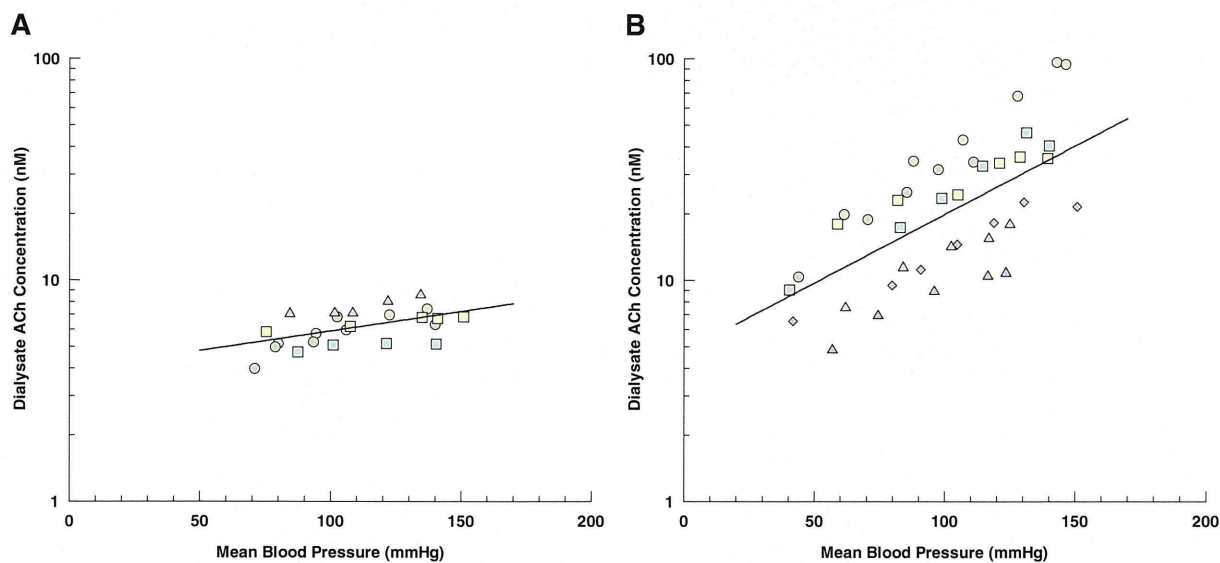 A
B
100
10
1
Dialysate ACh Concentration (nM)
0
50
100
150
200
Mean Blood Pressure (mmHg)
100
10
1
Dialysate ACh Concentration (nM)
0
50
100
150
200
Mean Blood Pressure (mmHg)